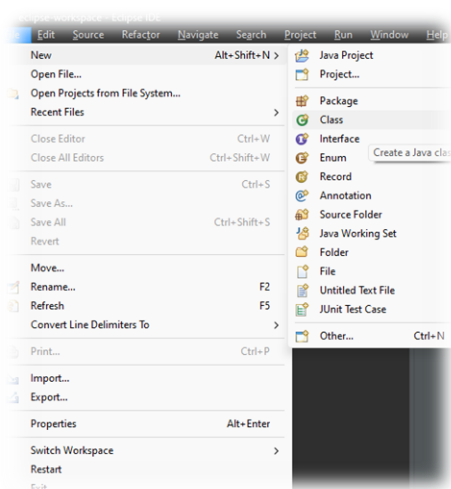 eclipse-workspace - Eclipse IDE
Edit Source Refactor Navigate Search Project Run Window Help
New Alt+Shift+N >
Open File...
Open Projects from File System...
Recent Files >
Close Editor Ctrl+W
Close All Editors Ctrl+Shift+W
Save Ctrl+S
Save As...
Save All Ctrl+Shift+S
Revert
Move...
Rename... F2
Refresh F5
Convert Line Delimiters To >
Print... Ctrl+P
Import...
Export...
Properties Alt+Enter
Switch Workspace >
Restart
Exit
Java Project
Project...
Package
Class
Interface
Create a Java clas
Enum
Record
Annotation
Source Folder
Java Working Set
Folder
File
Untitled Text File
JUnit Test Case
Other... Ctrl+N